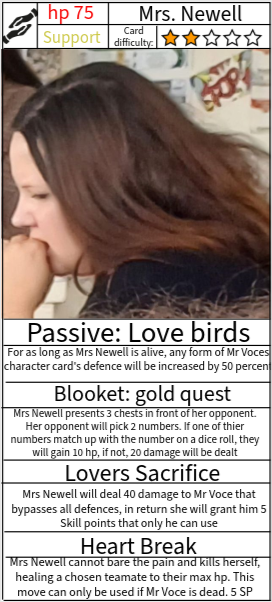 hp 75
Mrs. Newell
Support
Card
difficulty:
POP
Passive: Love birds
For as long as Mrs Newell is alive, any form of Mr Voces
character card's defence will be increased by 50 percent
Blooket: gold quest
Mrs Newell presents 3 chests in front of her opponent.
Her opponent will pick 2 numbers. If one of thier
numbers match up with the number on a dice roll, they
will gain 10 hp, if not, 20 damage will be dealt
Lovers Sacrifice
Mrs Newell will deal 40 damage to Mr Voce that
bypasses all defences, in return she will grant him 5
Skill points that only he can use
Heart Break
Mrs Newell cannot bare the pain and kills herself,
healing a chosen teamate to their max hp. This
move can only be used if Mr Voce is dead. 5 SP